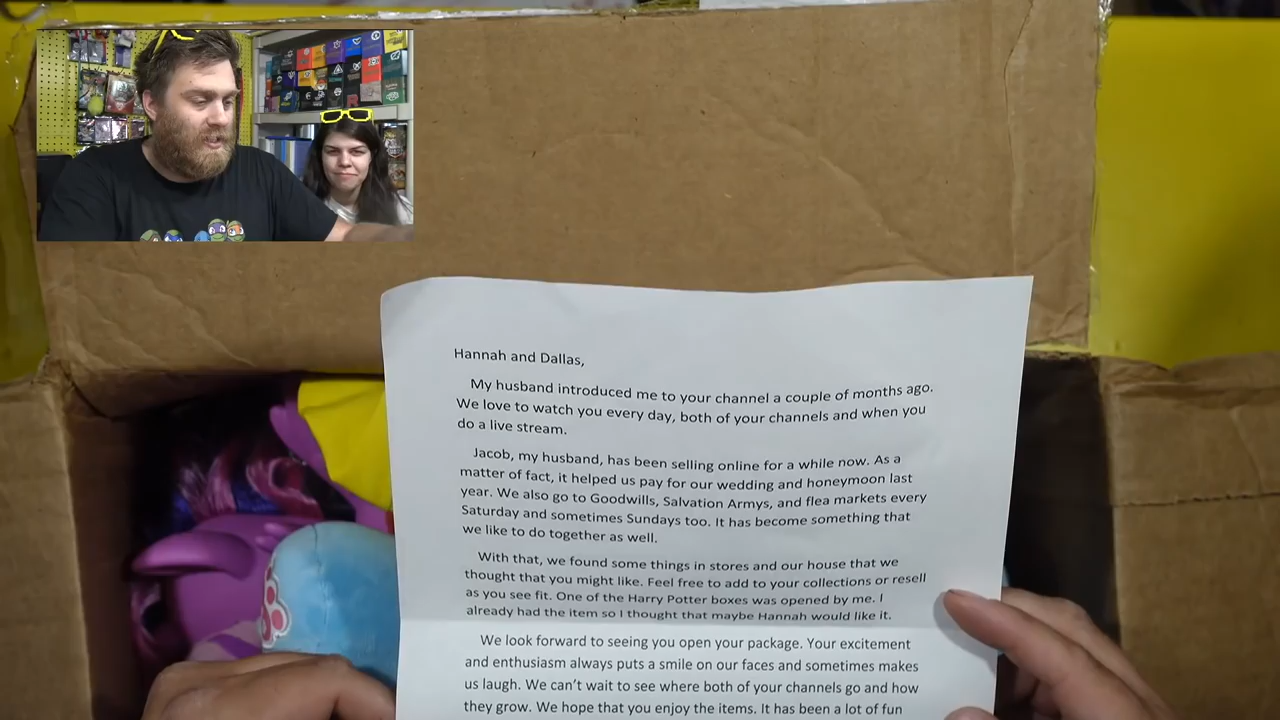 Hannah and Dallas,
My husband introduced me to your channel a couple of months ago.
We love to watch you every day, both of your channels and when you
do a live stream.
Jacob, my husband, has been selling online for a while now. As a
matter of fact, it helped us pay for our wedding and honeymoon last
year. We also go to Goodwills, Salvation Armys, and flea markets every
Saturday and sometimes Sundays too. It has become something that
we like to do together as well.
With that, we found some things in stores and our house that we
thought that you might like. Feel free to add to your collections or resell
as you see fit. One of the Harry Potter boxes was opened by me. I
already had the item so I thought that maybe Hannah would like it.
We look forward to seeing you open your package. Your excitement
and enthusiasm always puts a smile on our faces and sometimes makes
us laugh. We can't wait to see where both of your channels go and how
they grow. We hope that you enjoy the items. It has been a lot of fun